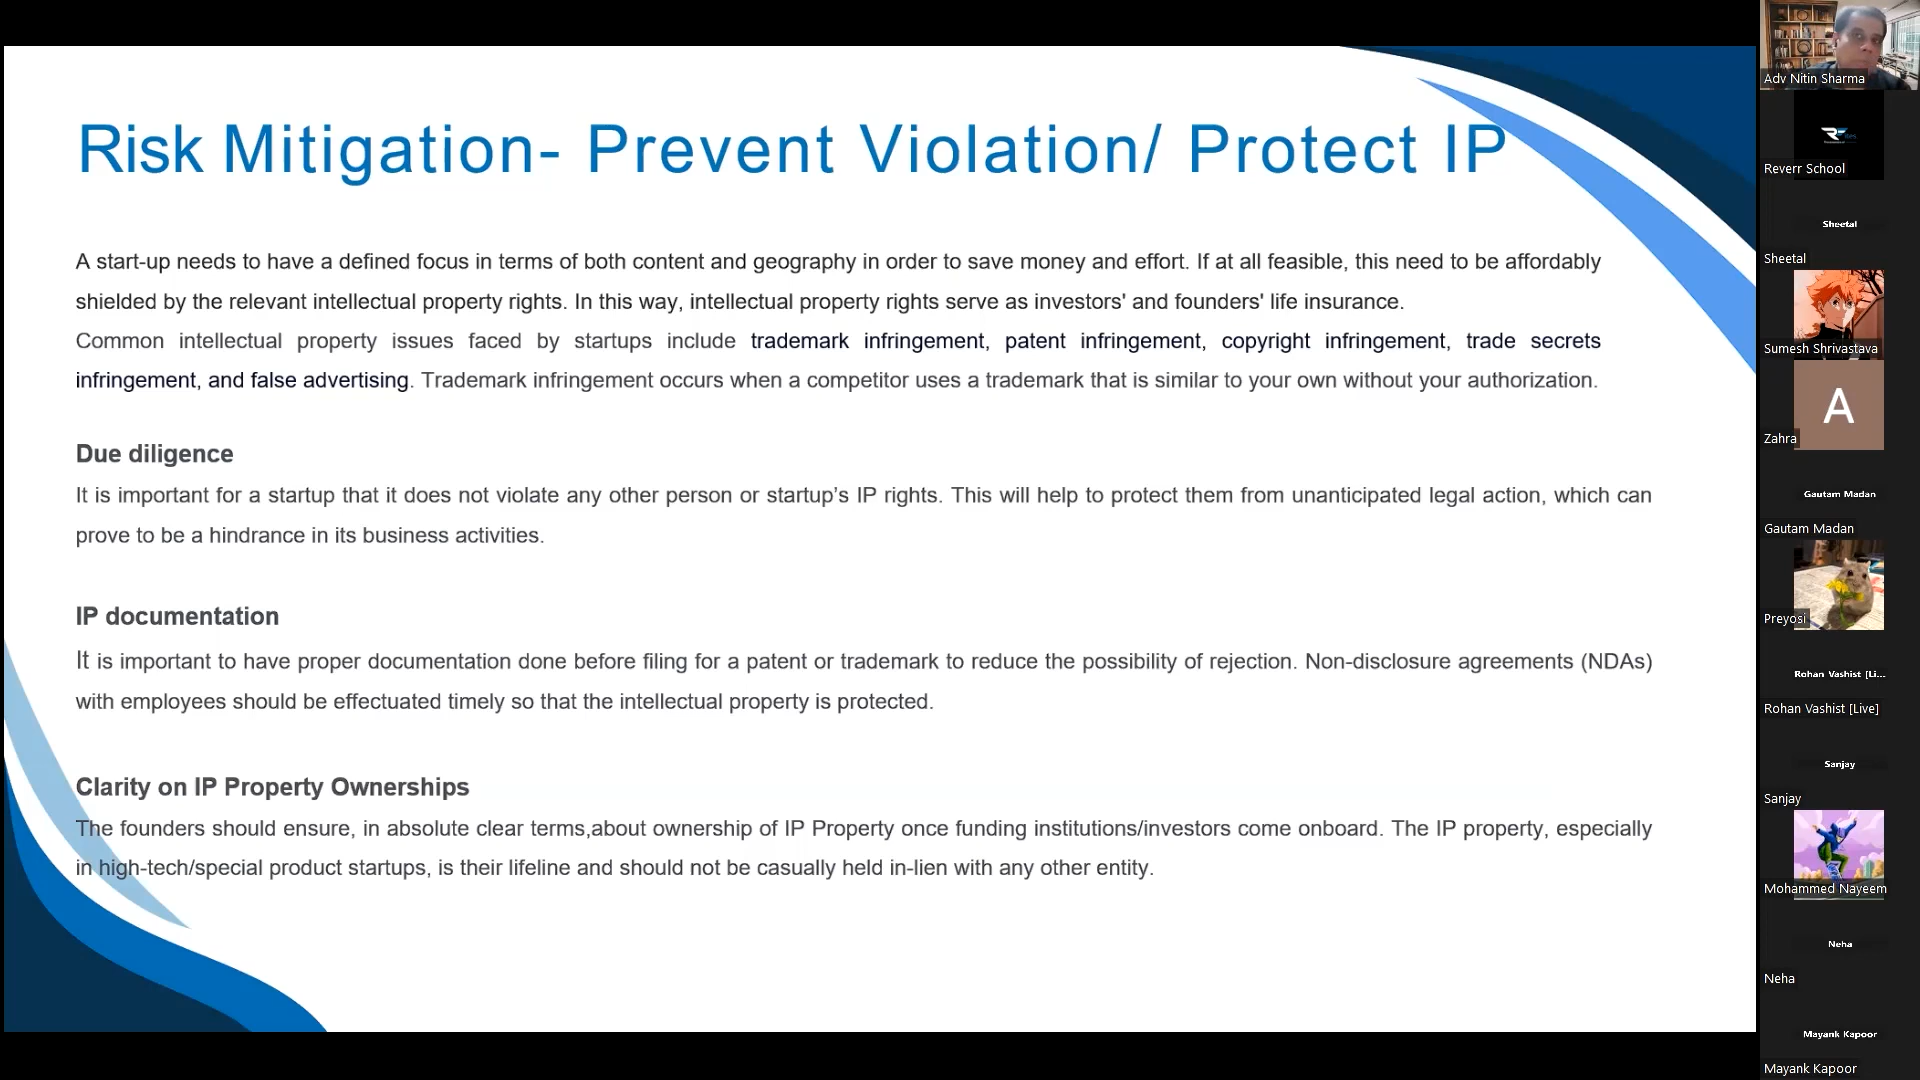 Risk Mitigation- Prevent Violation/ Protect IP
A start-up needs to have a defined focus in terms of both content and geography in order to save money and effort. If at all feasible, this need to be affordably
shielded by the relevant intellectual property rights. In this way, intellectual property rights serve as investors' and founders' life insurance.
Common intellectual property issues faced by startups include trademark infringement, patent infringement, copyright infringement, trade secrets
infringement, and false advertising. Trademark infringement occurs when a competitor uses a trademark that is similar to your own without your authorization.
Due diligence
It is important for a startup that it does not violate any other person or startup’s IP rights. This will help to protect them from unanticipated legal action, which can
prove to be a hindrance in its business activities.
IP documentation
It is important to have proper documentation done before filing for a patent or trademark to reduce the possibility of rejection. Non-disclosure agreements (NDAs)
with employees should be effectuated timely so that the intellectual property is protected.
Clarity on IP Property Ownerships
The founders should ensure, in absolute clear terms,about ownership of IP Property once funding institutions/investors come onboard. The IP property, especially
in high-tech/special product startups, is their lifeline and should not be casually held in-lien with any other entity.
Adv Nitin Sharma
Reverr School
Sheetal
Sheetal
Sumesh Shrivastava
A
Zahra
Gautam Madan
Gautam Madan
Preyosi
Rohan Vashist [Li...
Rohan Vashist [Live]
Sanjay
Sanjay
Mohammed Nayeem
Neha
Neha
Mayank Kapoor
Mayank Kapoor